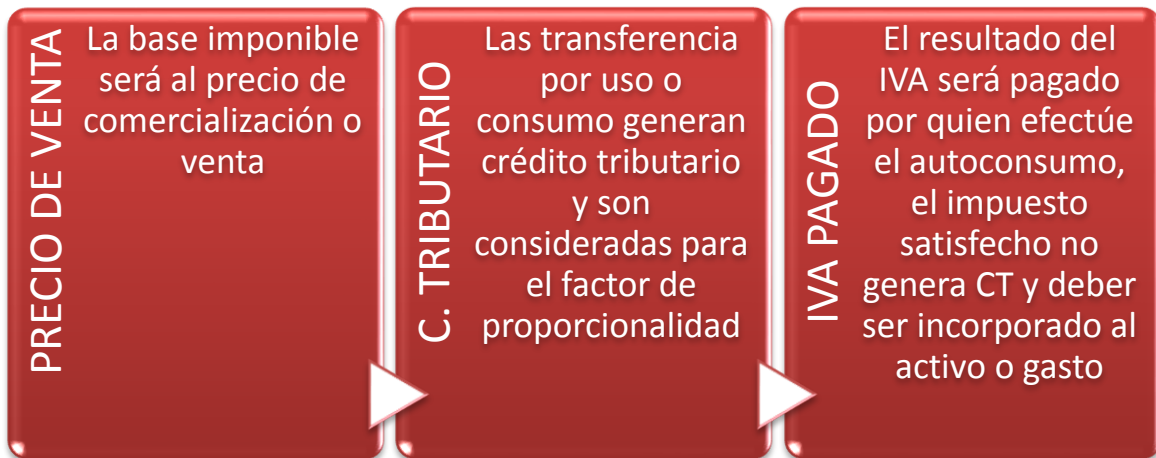 PRECIO DE VENTA
La base imponible
será al precio de
comercialización o
venta
C. TRIBUTARIO
Las transferencia
por uso o
consumo generan
crédito tributario
y son
consideradas para
el factor de
proporcionalidad
IVA PAGADO
El resultado del
IVA será pagado
por quien efectúe
el autoconsumo,
el impuesto
satisfecho no
genera CT y deber
ser incorporado al
activo o gasto